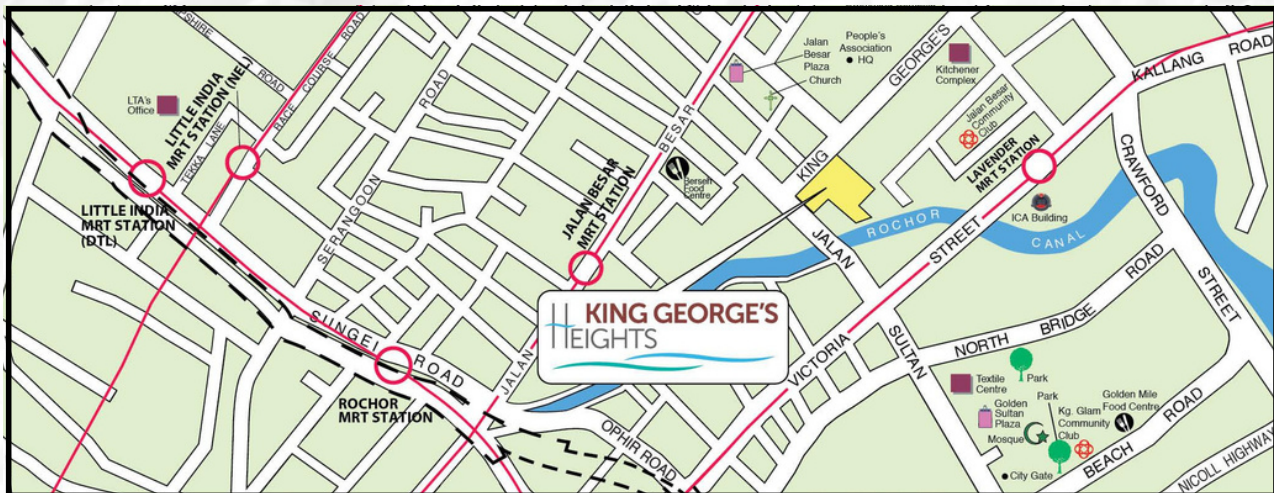 LTA's
Office
TEKKA LANE
LITTLE INDIA
MRT STATION (NEL)
RACE COURSE ROAD
ROAD
LITTLE INDIA
MRT STATION
(DTL)
SERANGOON ROAD
SUNGEI ROAD
ROCHOR
MRT STATION
JALAN BESAR
MRT STATION
JALAN BESAR
Berseh
Food
Centre
Jalan
Besar
Plaza
Church
People's
Association
HQ
KING GEORGE'S
Kitchener
Complex
Jalan Besar
Community
Club
LAVENDER
MRT STATION
KALLANG ROAD
CRAWFORD STREET
ICA Building
ROCHOR CANAL
JALAN SULTAN
VICTORIA STREET
NORTH BRIDGE ROAD
KING GEORGE'S
HEIGHTS
OPHIR ROAD
Textile
Centre
Park
Golden
Sultan
Plaza
Mosque
Park
Kg. Glam
Community
Club
Golden Mile
Food Centre
City Gate
BEACH ROAD
NICOLL HIGHWAY